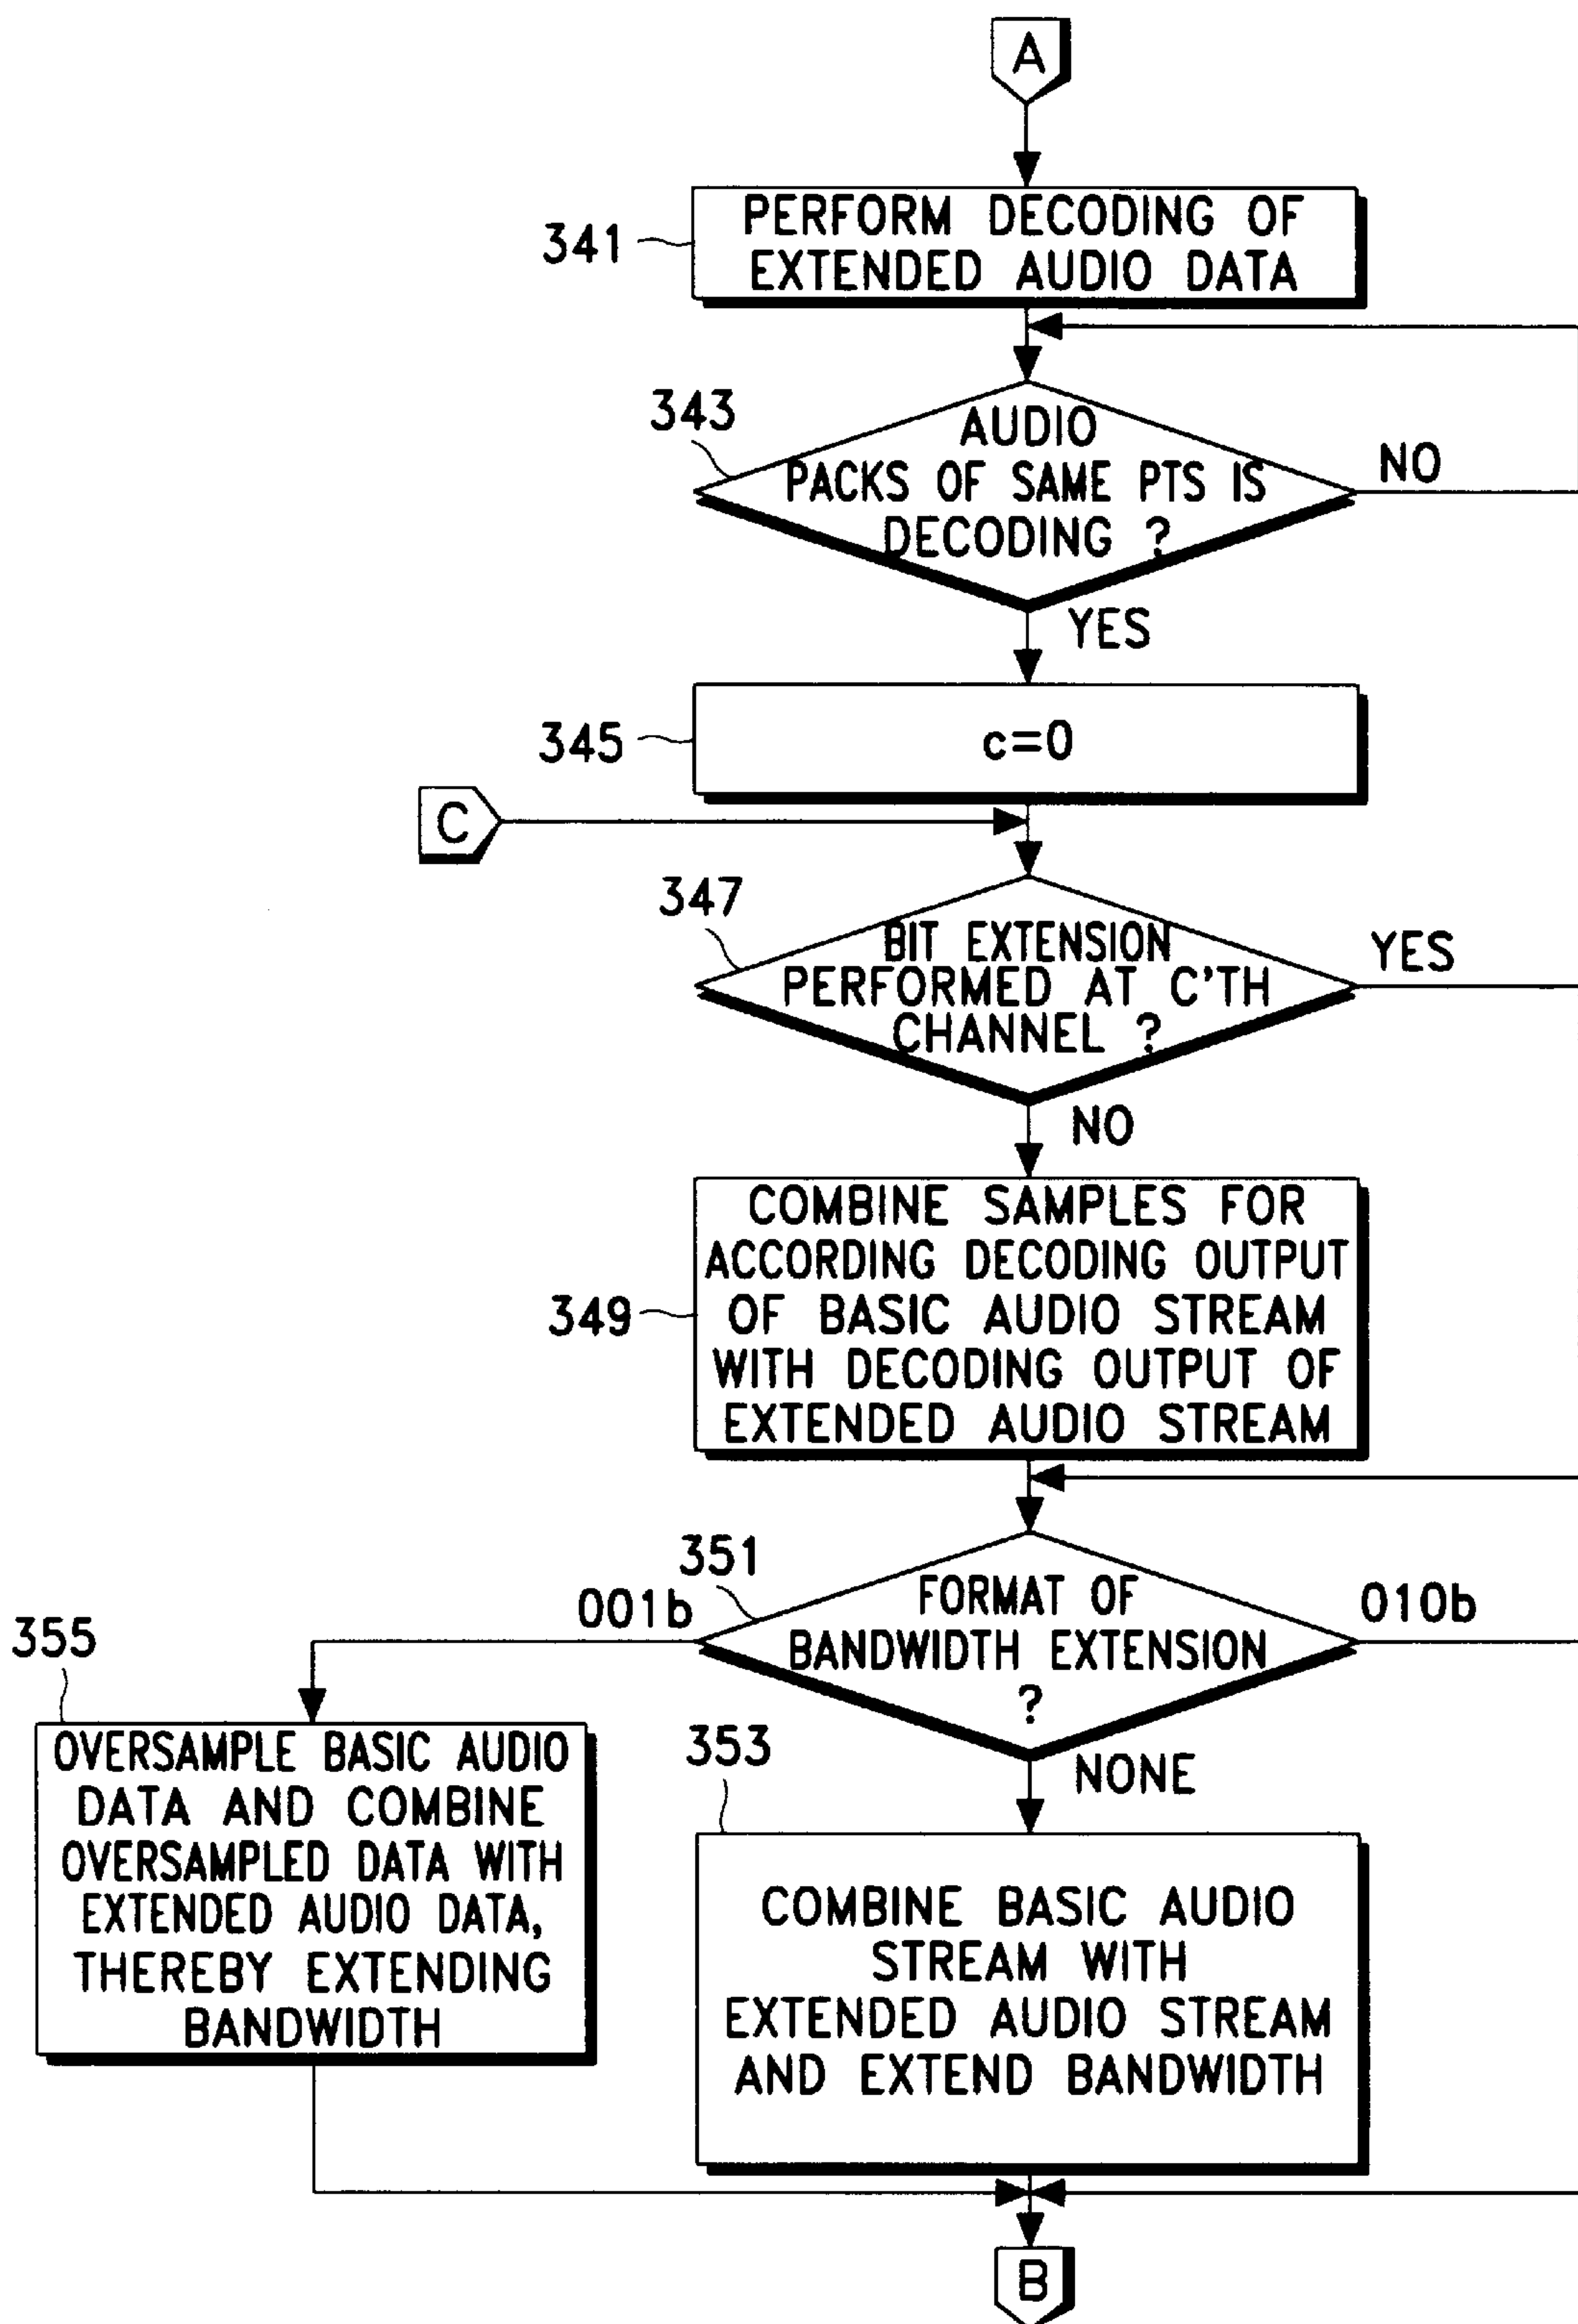 A
341
PERFORM DECODING OF
EXTENDED AUDIO DATA
343
AUDIO
PACKS OF SAME PTS IS
DECODING ?
NO
YES
345
c=0
C
347
BIT EXTENSION
PERFORMED AT C'TH
CHANNEL ?
YES
NO
349
COMBINE SAMPLES FOR
ACCORDING DECODING OUTPUT
OF BASIC AUDIO STREAM
WITH DECODING OUTPUT OF
EXTENDED AUDIO STREAM
351
FORMAT OF
BANDWIDTH EXTENSION
?
001b
010b
NONE
355
OVERSAMPLE BASIC AUDIO
DATA AND COMBINE
OVERSAMPLED DATA WITH
EXTENDED AUDIO DATA,
THEREBY EXTENDING
BANDWIDTH
353
COMBINE BASIC AUDIO
STREAM WITH
EXTENDED AUDIO STREAM
AND EXTEND BANDWIDTH
B